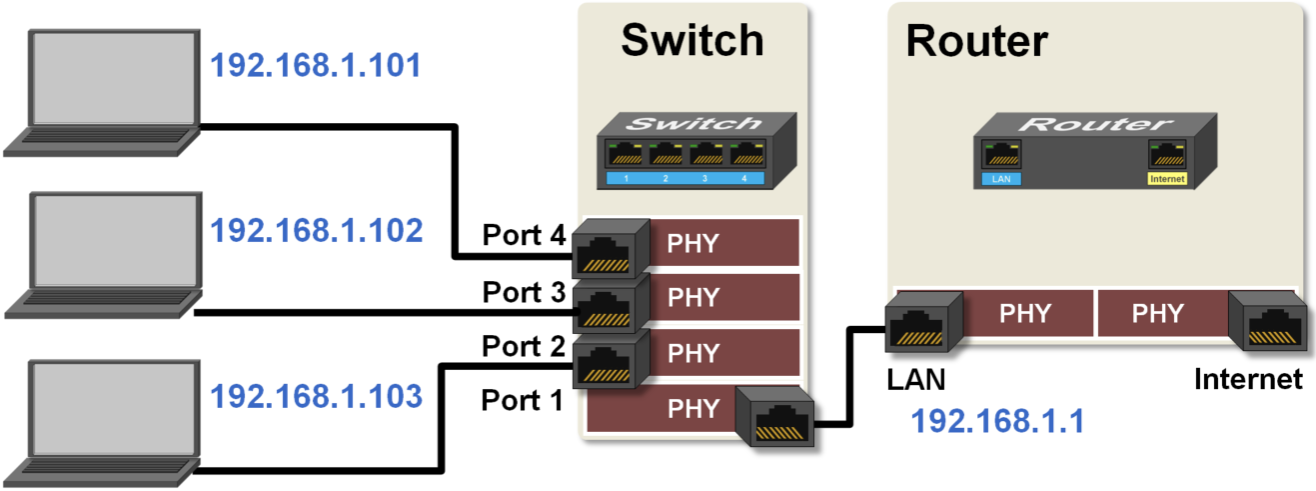 Switch
Router
192.168.1.101
Switch
1 2 3 4
Router
LAN
Internet
192.168.1.102
Port 4
PHY
Port 3
PHY
PHY
PHY
Port 2
PHY
192.168.1.103
Port 1
PHY
LAN
Internet
192.168.1.1